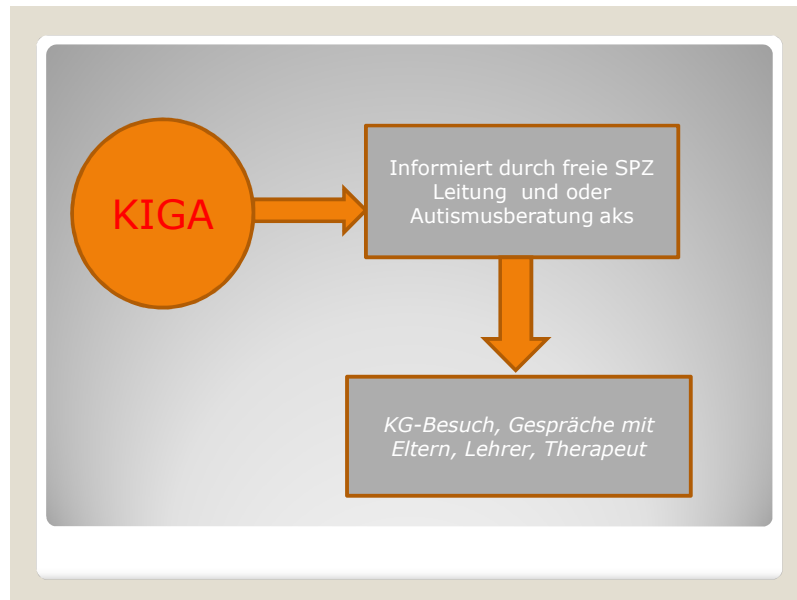 KIGA
Informiert durch freie SPZ
Leitung und oder
Autismusberatung aks
KG-Besuch, Gespräche mit
Eltern, Lehrer, Therapeut